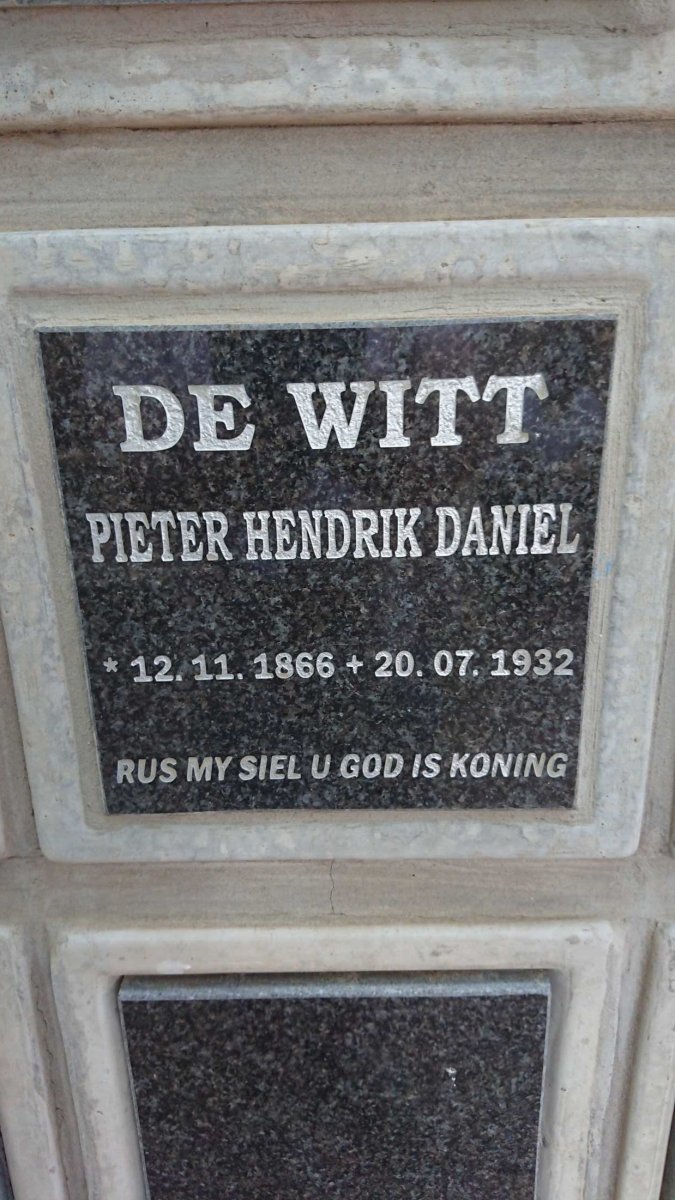 DE WITT
PIETER HENDRIK DANIEL
* 12. 11. 1866 + 20. 07. 1932
RUS MY SIEL U GOD IS KONING